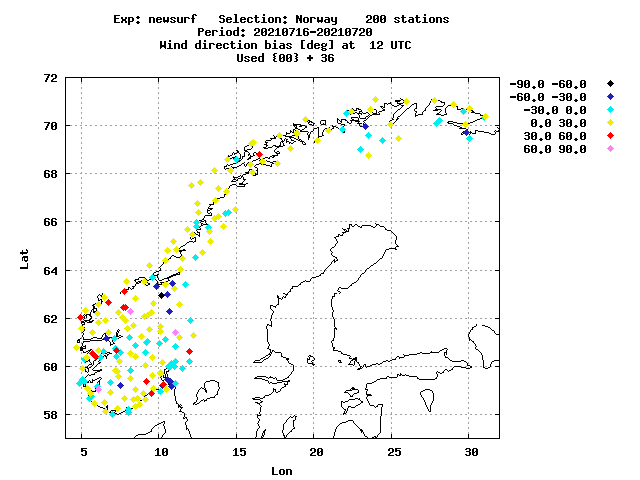 Exp: newsurf Selection: Norway 200 stations
Period: 20210716-20210720
Wind direction bias [deg] at 12 UTC
Used {00} + 36
-90.0 -60.0
-60.0 -30.0
-30.0 0.0
0.0 30.0
30.0 60.0
60.0 90.0
72
70
68
66
64
62
60
58
Lat
5 10 15 20 25 30
Lon